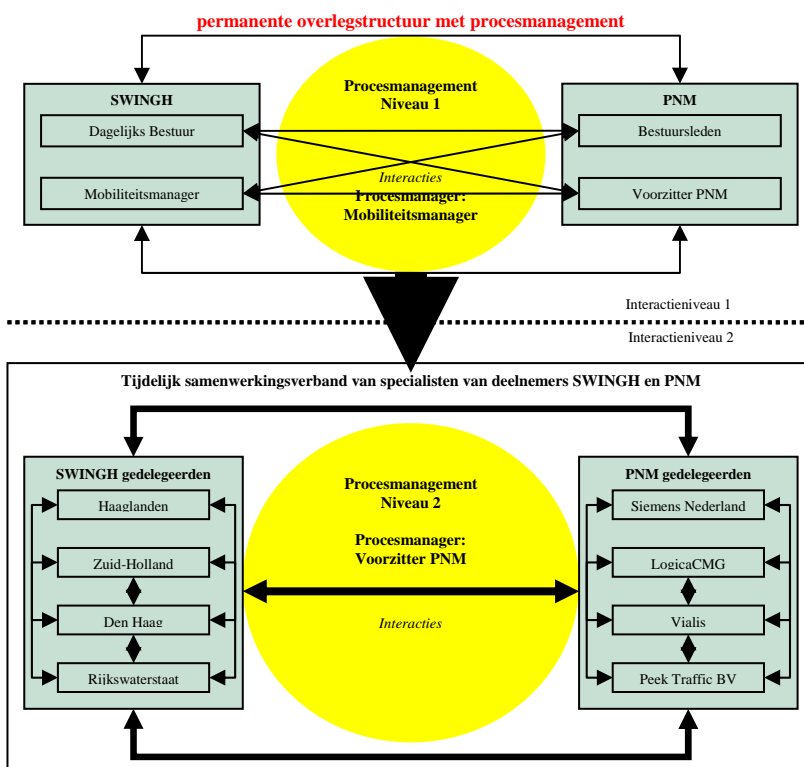 permanente overlegstructuur met procesmanagement
SWINGH
Dagelijks Bestuur
Mobiliteitsmanager
Procesmanagement
Niveau 1
Interacties
Procesmanager:
Mobiliteitsmanager
PNM
Bestuursleden
Voorzitter PNM
Interactieniveau 1
Interactieniveau 2
Tijdelijk samenwerkingsverband van specialisten van deelnemers SWINGH en PNM
SWINGH gedelegeerden
Haaglanden
Zuid-Holland
Den Haag
Rijkswaterstaat
Procesmanagement
Niveau 2
Procesmanager:
Voorzitter PNM
Interacties
PNM gedelegeerden
Siemens Nederland
LogicaCMG
Vialis
Peek Traffic BV